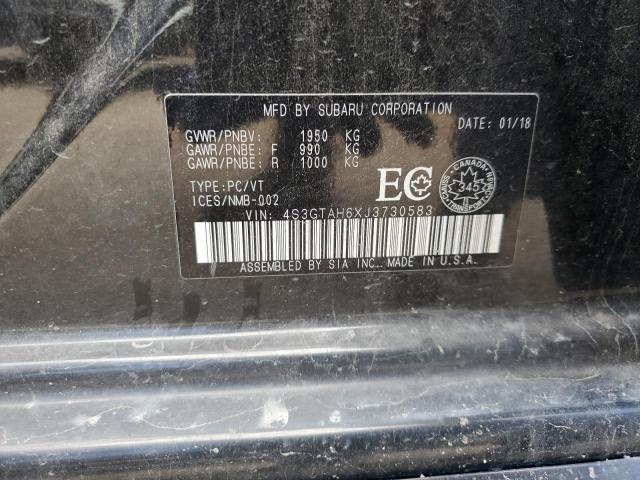 MFD BY SUBARU CORPORATION
DATE: 01/18
GVWR/PNBV: 1950 KG
GAWR/PNBE: F 990 KG
GAWR/PNBE: R 1000 KG
TYPE: PC/VT
ICES/NMB-002
EC
CANADA
TRANSPORT
345
VIN: 4S3GTAH6XJ3730583
ASSEMBLED BY SIA INC. MADE IN U.S.A.